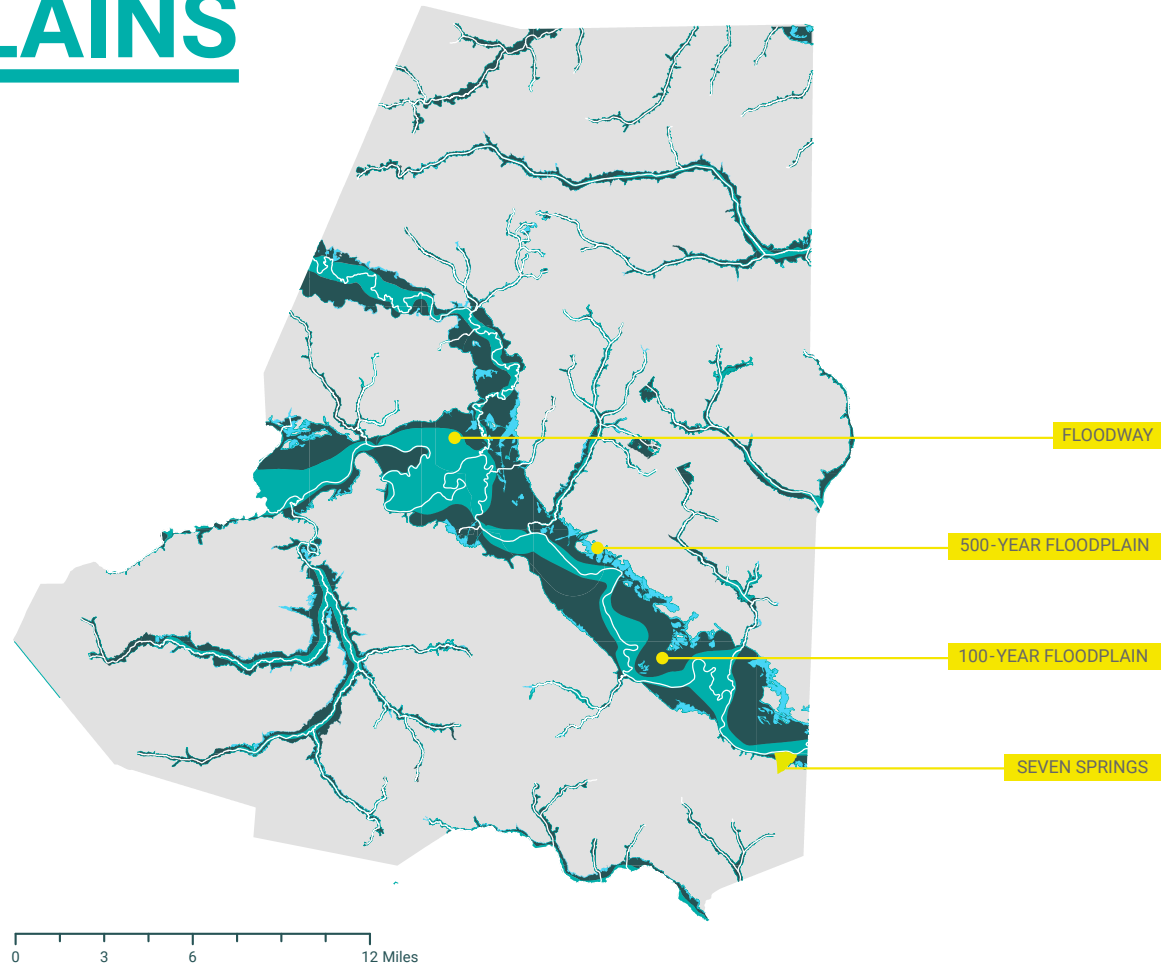 LAINS
FLOODWAY
500-YEAR FLOODPLAIN
100-YEAR FLOODPLAIN
SEVEN SPRINGS
0 3 6 12 Miles